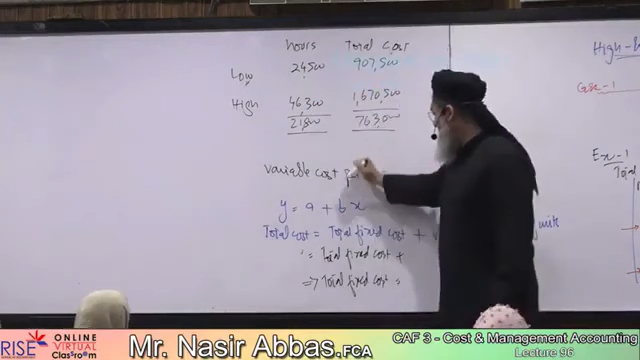 hours Total Cost
Low 24,500 907,500
High 46,300 1,670,500
21,800 763,000
High-
Ex-1
Total
variable cost per
y = a + bx
Total cost = Total fixed cost + V unit
= Total fixed cost +
⇒ Total fixed cost =
RISE ONLINE VIRTUAL Classroom
Mr. Nasir Abbas, FCA
CAF 3 - Cost & Management Accounting
Lecture 96